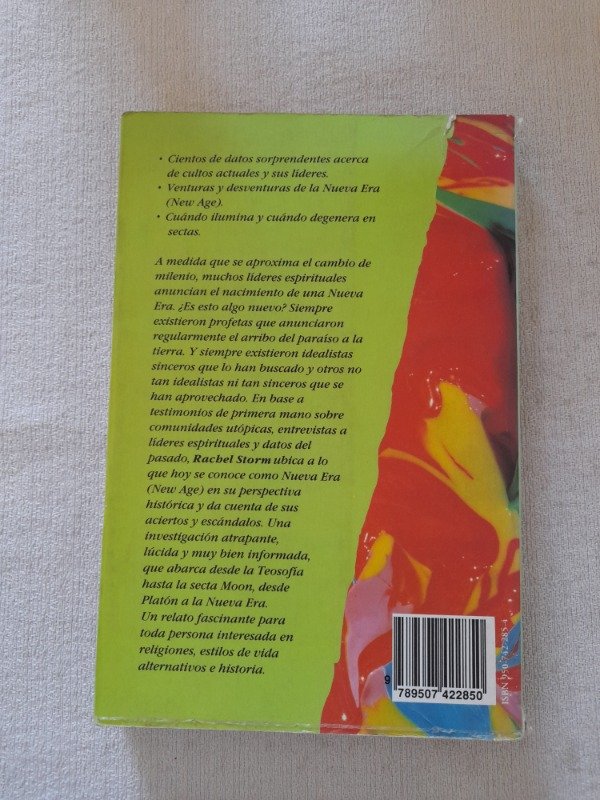 • Cientos de datos sorprendentes acerca
de cultos actuales y sus líderes.
• Venturas y desventuras de la Nueva Era
(New Age).
• Cuándo ilumina y cuándo degenera en
sectas.
A medida que se aproxima el cambio de
milenio, muchos líderes espirituales
anuncian el nacimiento de una Nueva
Era. ¿Es esto algo nuevo? Siempre
existieron profetas que anunciaron
regularmente el arribo del paraíso a la
tierra. Y siempre existieron idealistas
sinceros que lo han buscado y otros no
tan idealistas ni tan sinceros que se
han aprovechado. En base a
testimonios de primera mano sobre
comunidades utópicas, entrevistas a
líderes espirituales y datos del
pasado, Rachel Storm ubica a lo
que hoy se conoce como Nueva Era
(New Age) en su perspectiva
histórica y da cuenta de sus
aciertos y escándalos. Una
investigación atrapante,
lúcida y muy bien informada,
que abarca desde la Teosofía
hasta la secta Moon, desde
Platón a la Nueva Era.
Un relato fascinante para
toda persona interesada en
religiones, estilos de vida
alternativos e historia.
9 789507 422850
ISBN 950-742-285-4